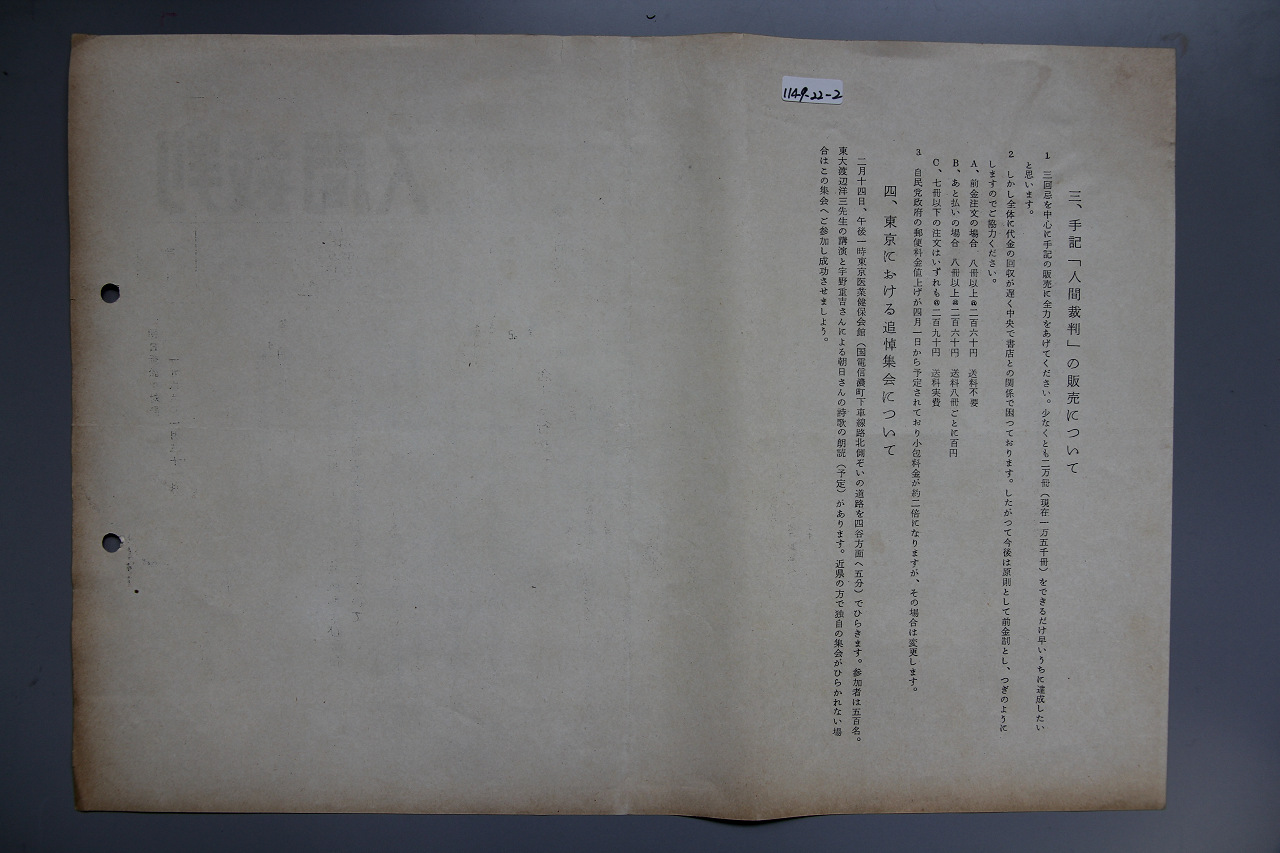 1149-22-2
三、手記「人間裁判」の販売について
1 三回忌を中心に手記の販売に全力をあげてください。少なくとも二万冊（現在一万五千冊）をできるだけ早いうちに達成したい
と思います。
2 しかし全体に代金の回収が遅く中央で書店との関係で困つております。したがつて今後は原則として前金制とし、つぎのように
しますのでご協力ください。
A、前金注文の場合 八冊以上@二百六十円 送料不要
B、あと払いの場合 八冊以上@二百六十円 送料八冊ごとに百円
C、七冊以下の注文はいずれも@二百九十円 送料実費
3 自民党政府の郵便料金値上げが四月一日から予定されており小包料金が約二倍になりますが、その場合は変更します。
四、東京における追悼集会について
二月十四日、午後一時東京医業健保会館（国電信濃町下車線路北側ぞいの道路を四谷方面へ五分）でひらきます。参加者は五百名。
東大渡辺洋三先生の講演と宇野重吉さんによる朝日さんの詩歌の朗読（予定）があります。近県の方で独自の集会がひらかれない場
合はこの集会へご参加し成功させましよう。